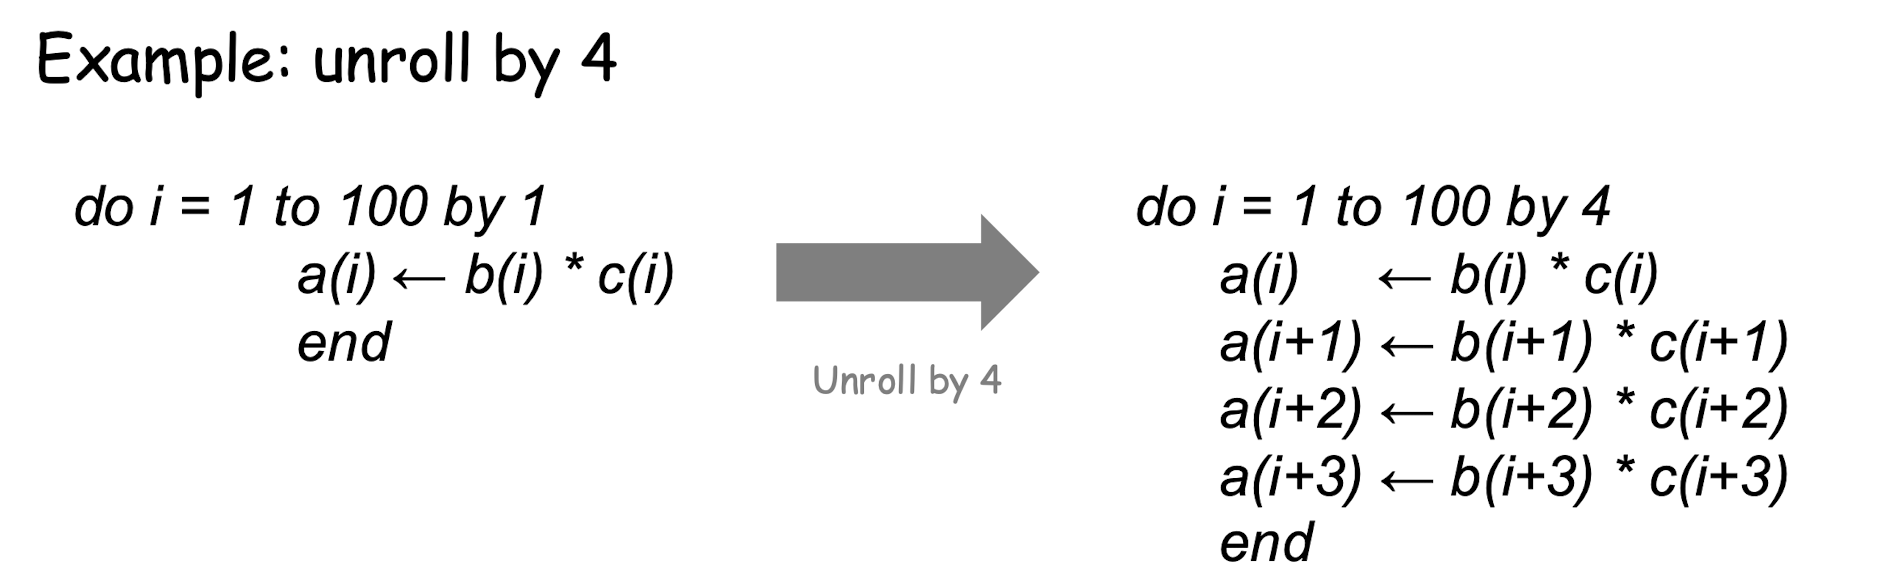 Example: unroll by 4
do i = 1 to 100 by 1
a(i) ← b(i) * c(i)
end
Unroll by 4
do i = 1 to 100 by 4
a(i) ← b(i) * c(i)
a(i+1) ← b(i+1) * c(i+1)
a(i+2) ← b(i+2) * c(i+2)
a(i+3) ← b(i+3) * c(i+3)
end